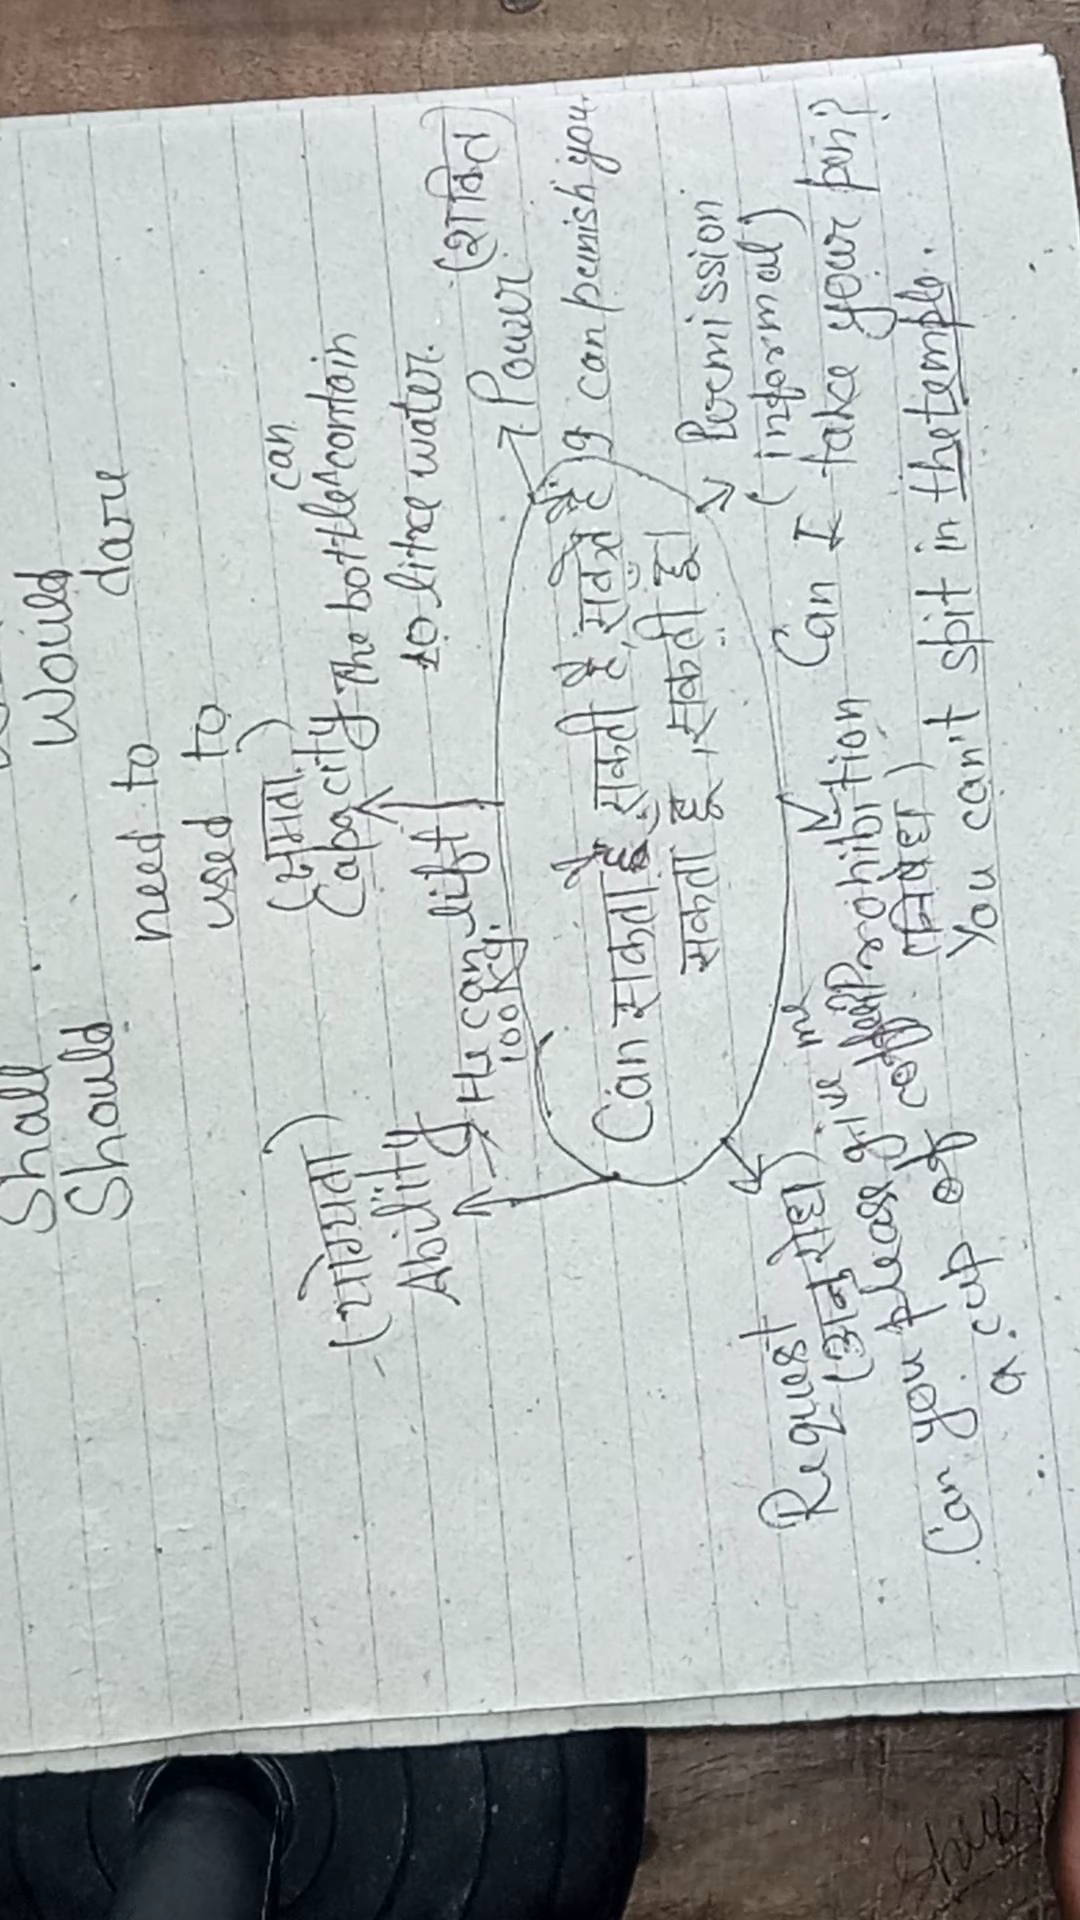 Shall
Should
Would
need to
dare
used to
(योग्यता)
Ability
He can lift
100 kg.
(क्षमता)
Capacity
can
The bottle contain
10 litre water.
Power (शक्ति)
I can punish you.
Can सकता है, सकती है, सकते हैं
सकता हूँ, सकती हूँ।
Permission
(informal)
Can I take your pen?
Prohibition
(निषेध)
You can't spit in the temple.
Request
(अनुरोध)
Can you please give me
a cup of coffee